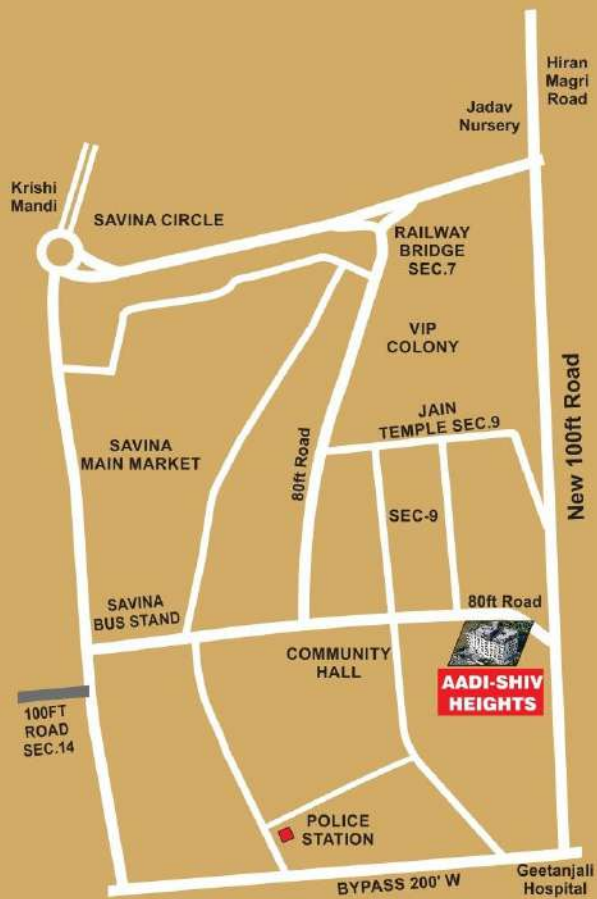 Hiran
Magri
Road
Jadav
Nursery
Krishi
Mandi
SAVINA CIRCLE
RAILWAY
BRIDGE
SEC.7
VIP
COLONY
New 100ft Road
JAIN
TEMPLE SEC.9
SAVINA
MAIN MARKET
80ft Road
SEC-9
SAVINA
BUS STAND
80ft Road
COMMUNITY
HALL
AADI-SHIV
HEIGHTS
100FT
ROAD
SEC.14
POLICE
STATION
BYPASS 200' W
Geetanjali
Hospital